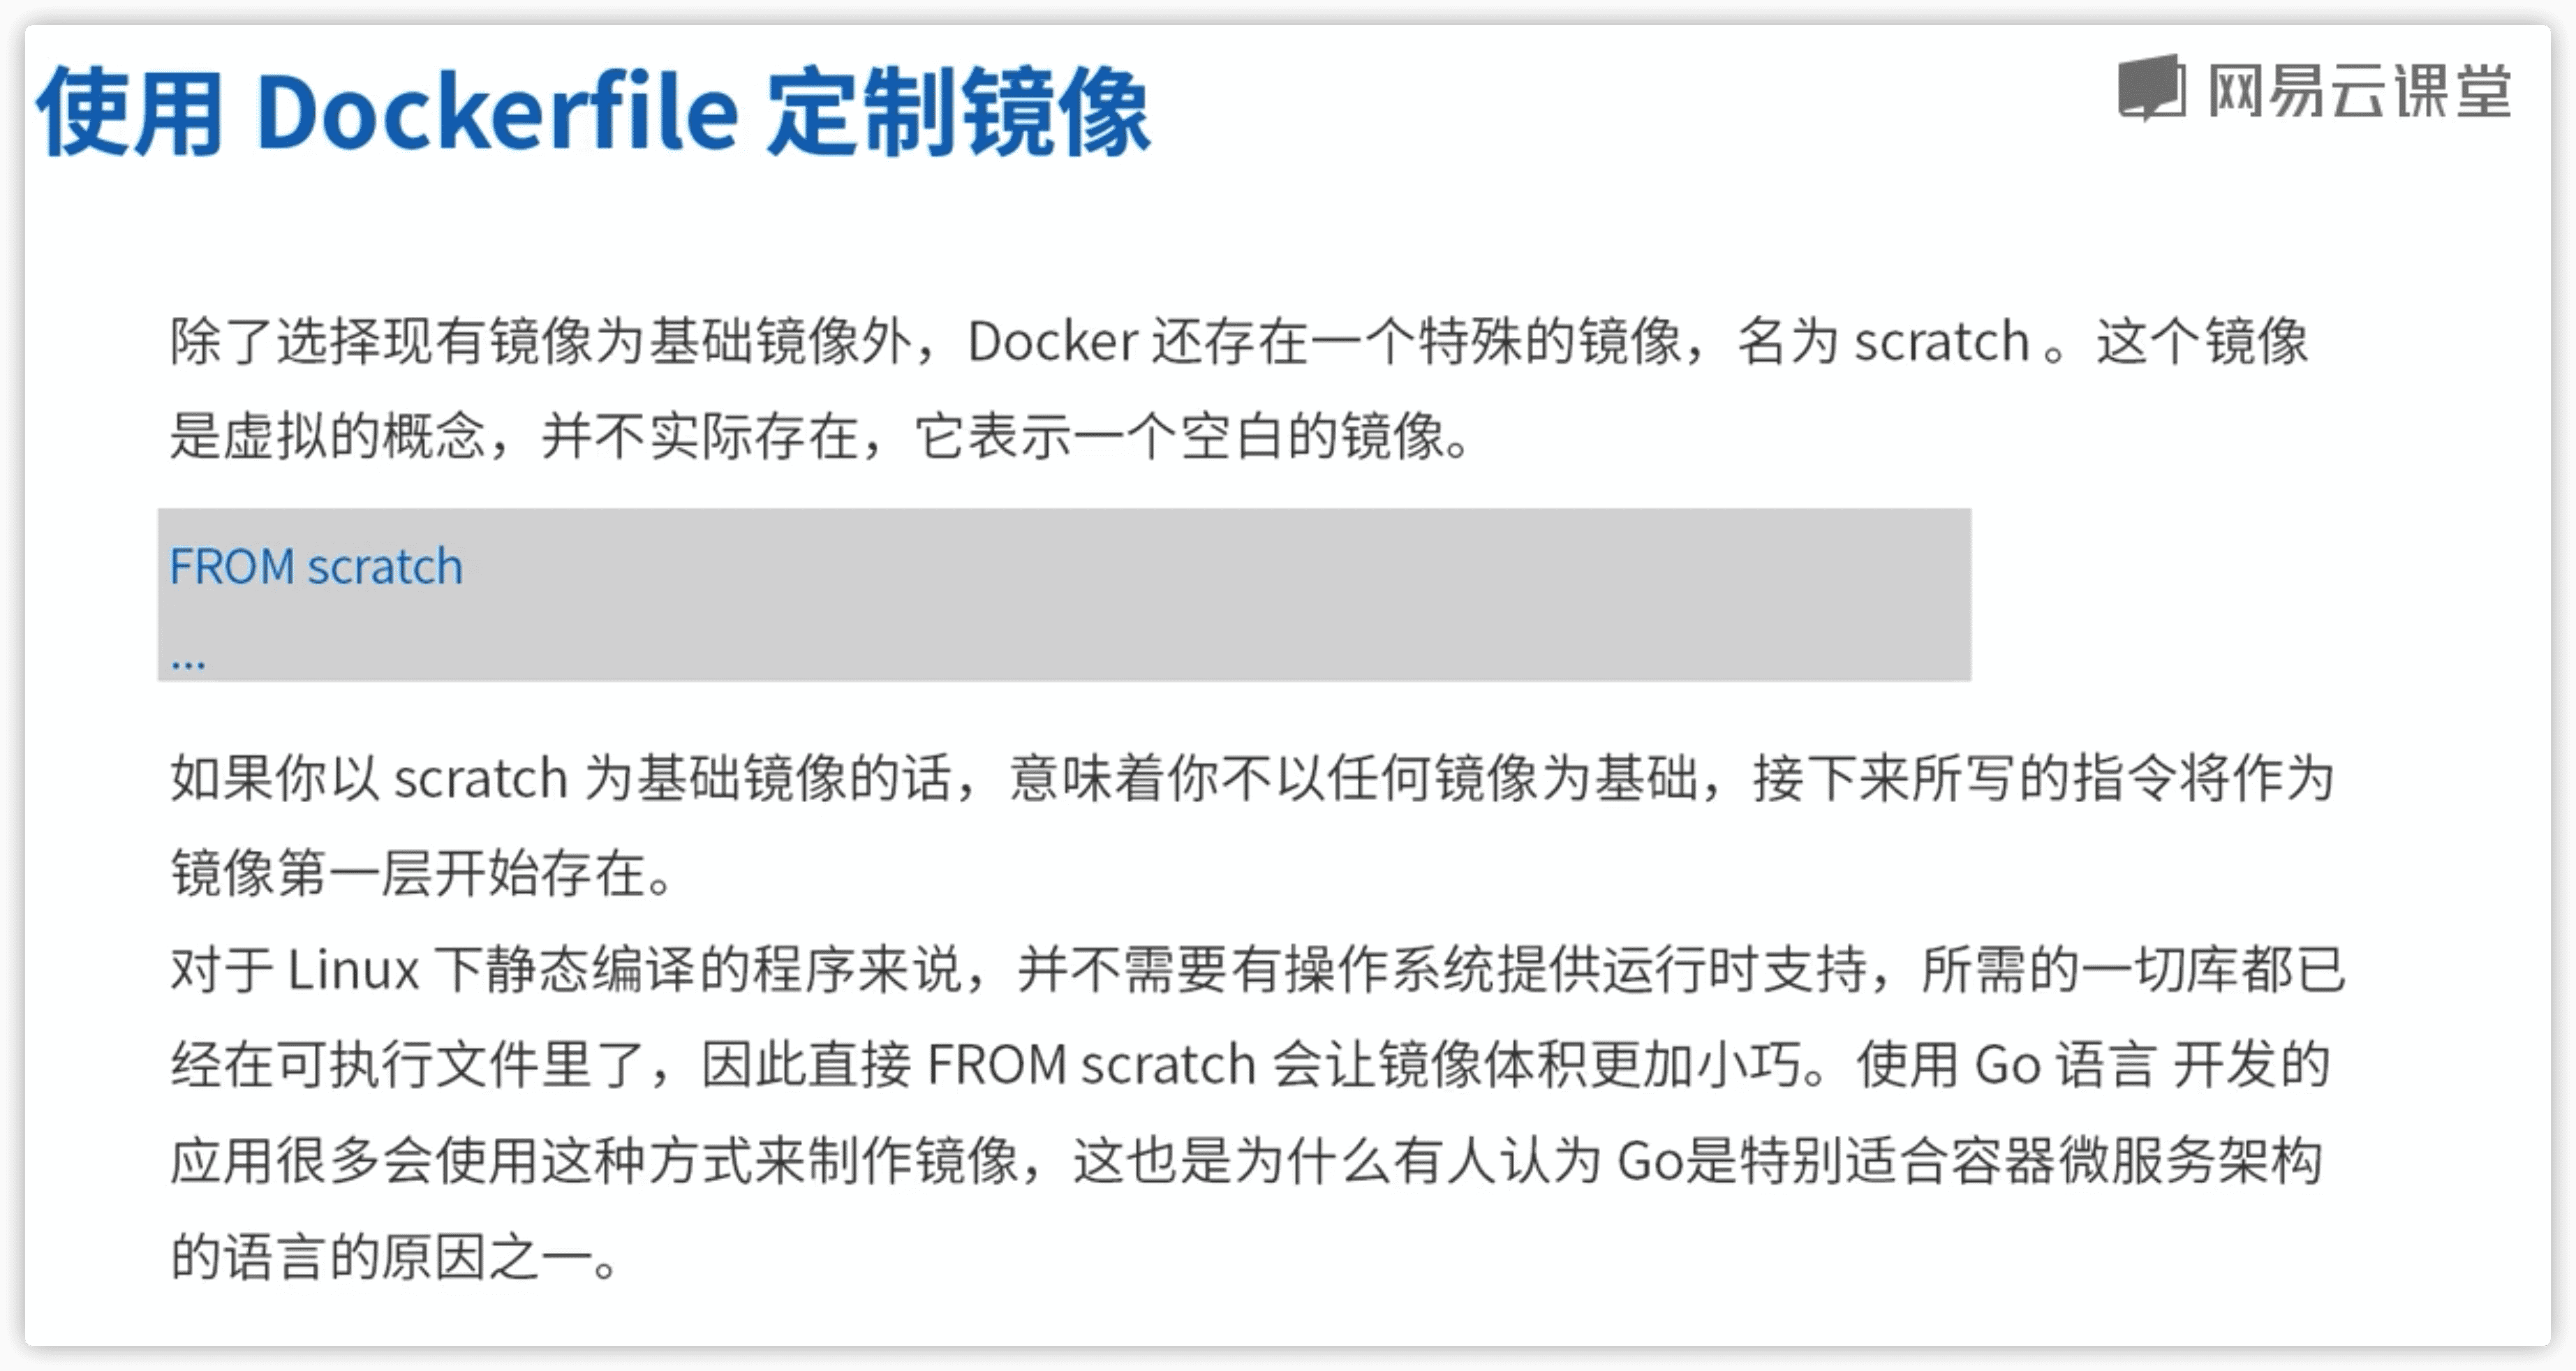 使用 Dockerfile 定制镜像
网易云课堂
除了选择现有镜像为基础镜像外，Docker 还存在一个特殊的镜像，名为 scratch 。这个镜像
是虚拟的概念，并不实际存在，它表示一个空白的镜像。
FROM scratch
...
如果你以 scratch 为基础镜像的话，意味着你不以任何镜像为基础，接下来所写的指令将作为
镜像第一层开始存在。
对于 Linux 下静态编译的程序来说，并不需要有操作系统提供运行时支持，所需的一切库都已
经在可执行文件里了，因此直接 FROM scratch 会让镜像体积更加小巧。使用 Go 语言 开发的
应用很多会使用这种方式来制作镜像，这也是为什么有人认为 Go是特别适合容器微服务架构
的语言的原因之一。